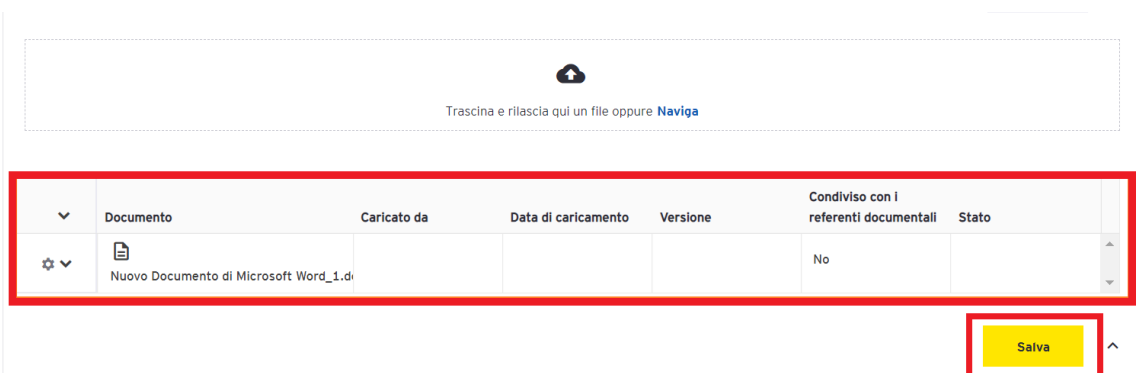 Trascina e rilascia qui un file oppure Naviga
Condiviso con i
Documento Caricato da Data di caricamento Versione referenti documentali Stato
No
Nuovo Documento di Microsoft Word_1.d
Salva